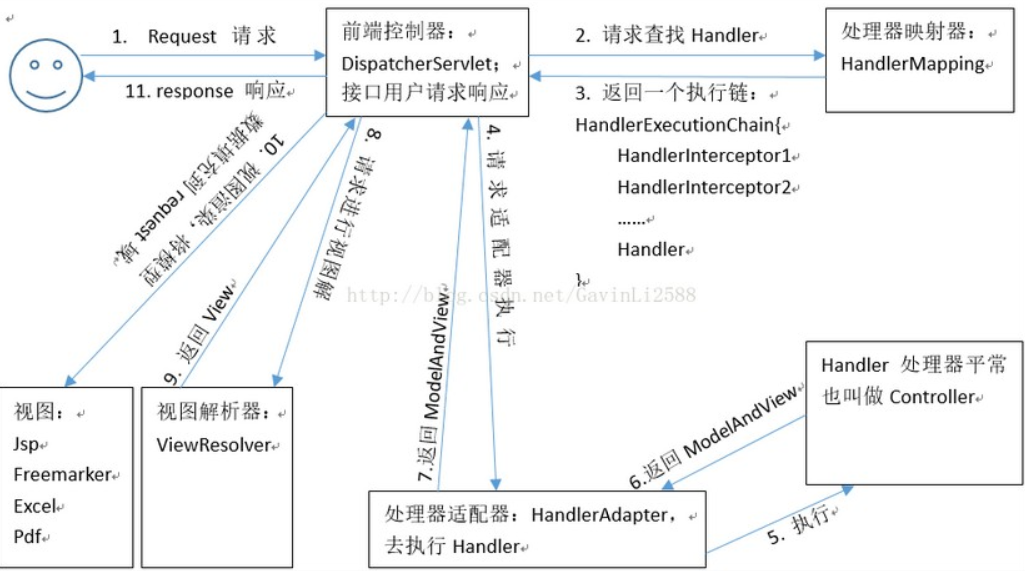 1. Request 请求
11. response 响应
前端控制器：
DispatcherServlet；
接口用户请求响应
2. 请求查找 Handler
3. 返回一个执行链：
HandlerExecutionChain{
HandlerInterceptor1
HandlerInterceptor2
......
Handler
}
处理器映射器：
HandlerMapping
10. 视图渲染，将模型
数据填充到 request 域
9. 返回 View
8. 请求进行视图解
7.返回 ModelAndView
4. 请求适配器执行
http://blog.csdn.net/GavinLi2588
视图：
Jsp
Freemarker
Excel
Pdf
视图解析器：
ViewResolver
处理器适配器：HandlerAdapter，
去执行 Handler
6.返回 ModelAndView
5. 执行
Handler 处理器平常
也叫做 Controller